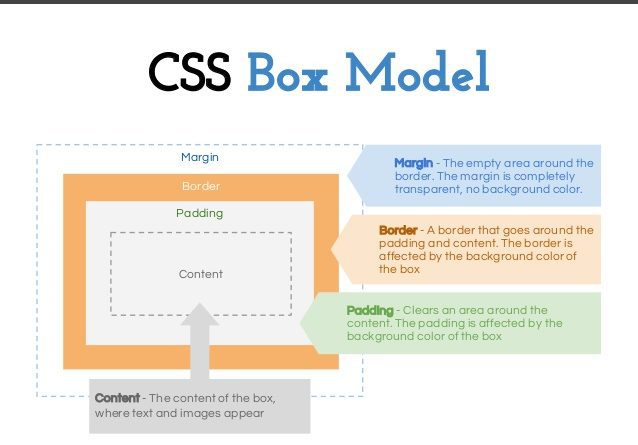 CSS Box Model
Margin
Border
Padding
Content
Margin - The empty area around the
border. The margin is completely
transparent, no background color.
Border - A border that goes around the
padding and content. The border is
affected by the background color of
the box
Padding - Clears an area around the
content. The padding is affected by the
background color of the box
Content - The content of the box,
where text and images appear